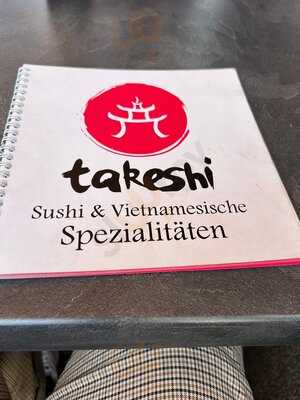 takeshi
Sushi & Vietnamesische
Spezialitäten